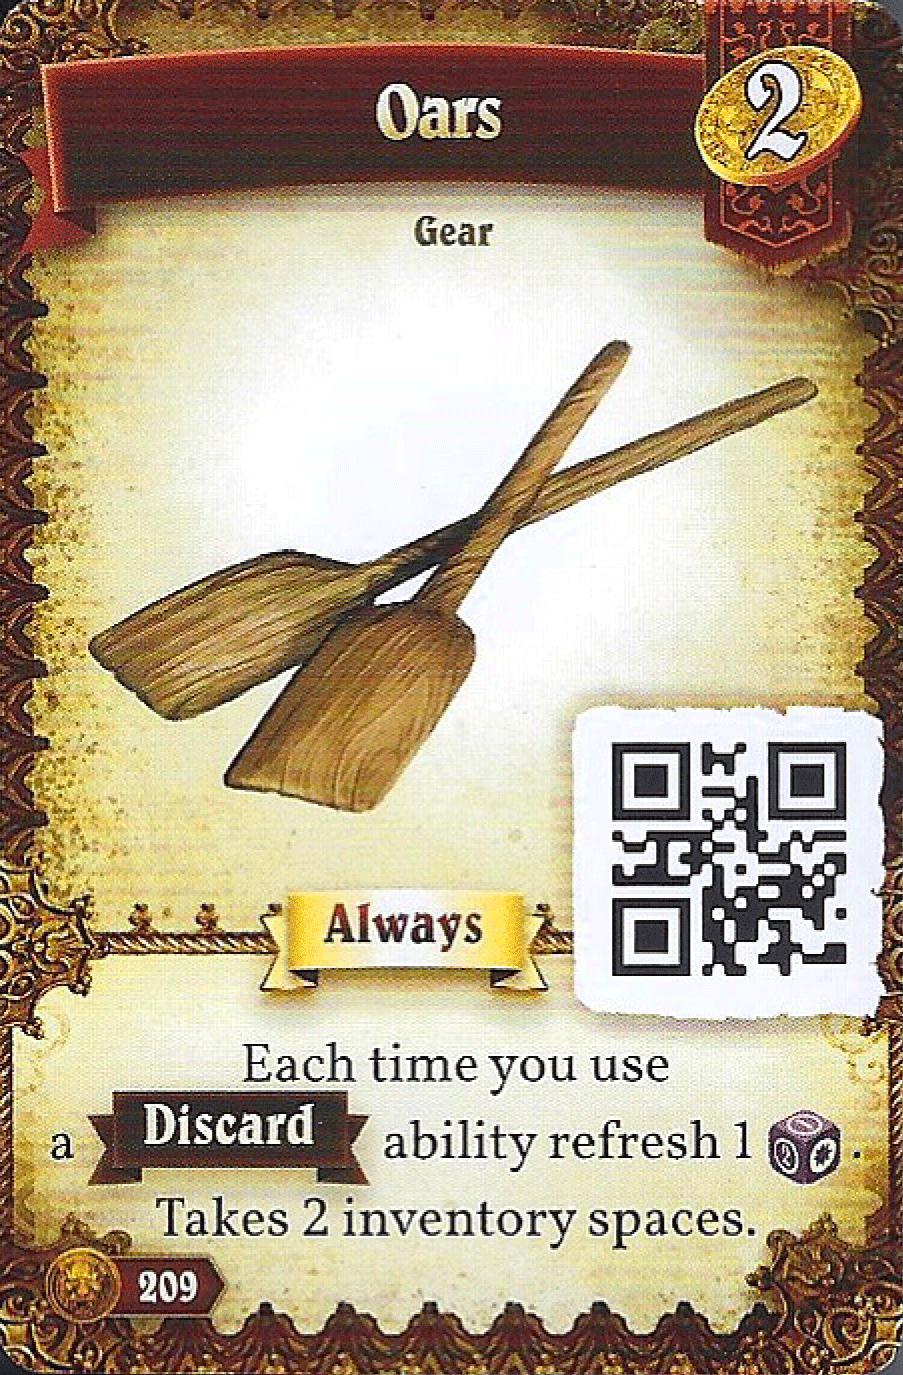 Oars
2
Gear
Always
Each time you use
a Discard ability refresh 1 .
Takes 2 inventory spaces.
209